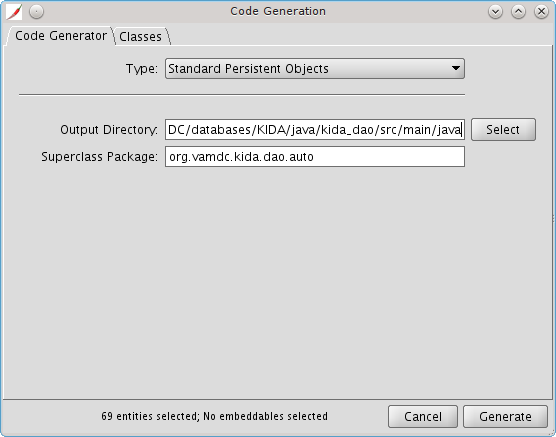 Code Generation
Code Generator Classes
Type: Standard Persistent Objects
Output Directory: DC/databases/KIDA/java/kida_dao/src/main/java Select
Superclass Package: org.vamdc.kida.dao.auto
69 entities selected; No embeddables selected Cancel Generate